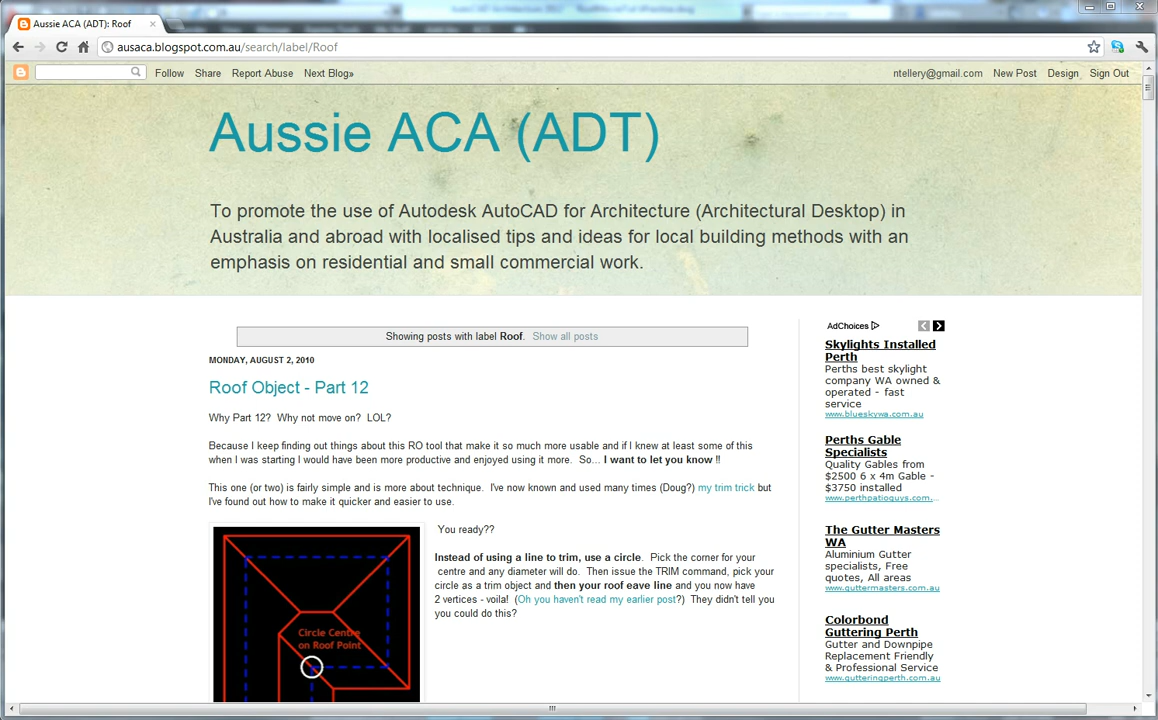 Aussie ACA (ADT): Roof
ausaca.blogspot.com.au/search/label/Roof
Follow Share Report Abuse Next Blog» ntellery@gmail.com New Post Design Sign Out
Aussie ACA (ADT)
To promote the use of Autodesk AutoCAD for Architecture (Architectural Desktop) in
Australia and abroad with localised tips and ideas for local building methods with an
emphasis on residential and small commercial work.
Showing posts with label Roof. Show all posts
MONDAY, AUGUST 2, 2010
Roof Object - Part 12
Why Part 12? Why not move on? LOL?
Because I keep finding out things about this RO tool that make it so much more usable and if I knew at least some of this
when I was starting I would have been more productive and enjoyed using it more. So... I want to let you know !!
This one (or two) is fairly simple and is more about technique. I've now known and used many times (Doug?) my trim trick but
I've found out how to make it quicker and easier to use.
You ready??
Instead of using a line to trim, use a circle. Pick the corner for your
centre and any diameter will do. Then issue the TRIM command, pick your
circle as a trim object and then your roof eave line and you now have
2 vertices - voila! (Oh you haven't read my earlier post?) They didn't tell you
you could do this?
Circle Centre
on Roof Point
AdChoices
Skylights Installed
Perth
Perths best skylight
company WA owned &
operated - fast
service
www.blueskywa.com.au
Perths Gable
Specialists
Quality Gables from
$2500 6 x 4m Gable -
$3750 installed
www.perthpatioguys.com,...
The Gutter Masters
WA
Aluminium Gutter
specialists, Free
quotes, All areas
www.guttermasters.com.au
Colorbond
Guttering Perth
Gutter and Downpipe
Replacement Friendly
& Professional Service
www.gutteringperth.com.au